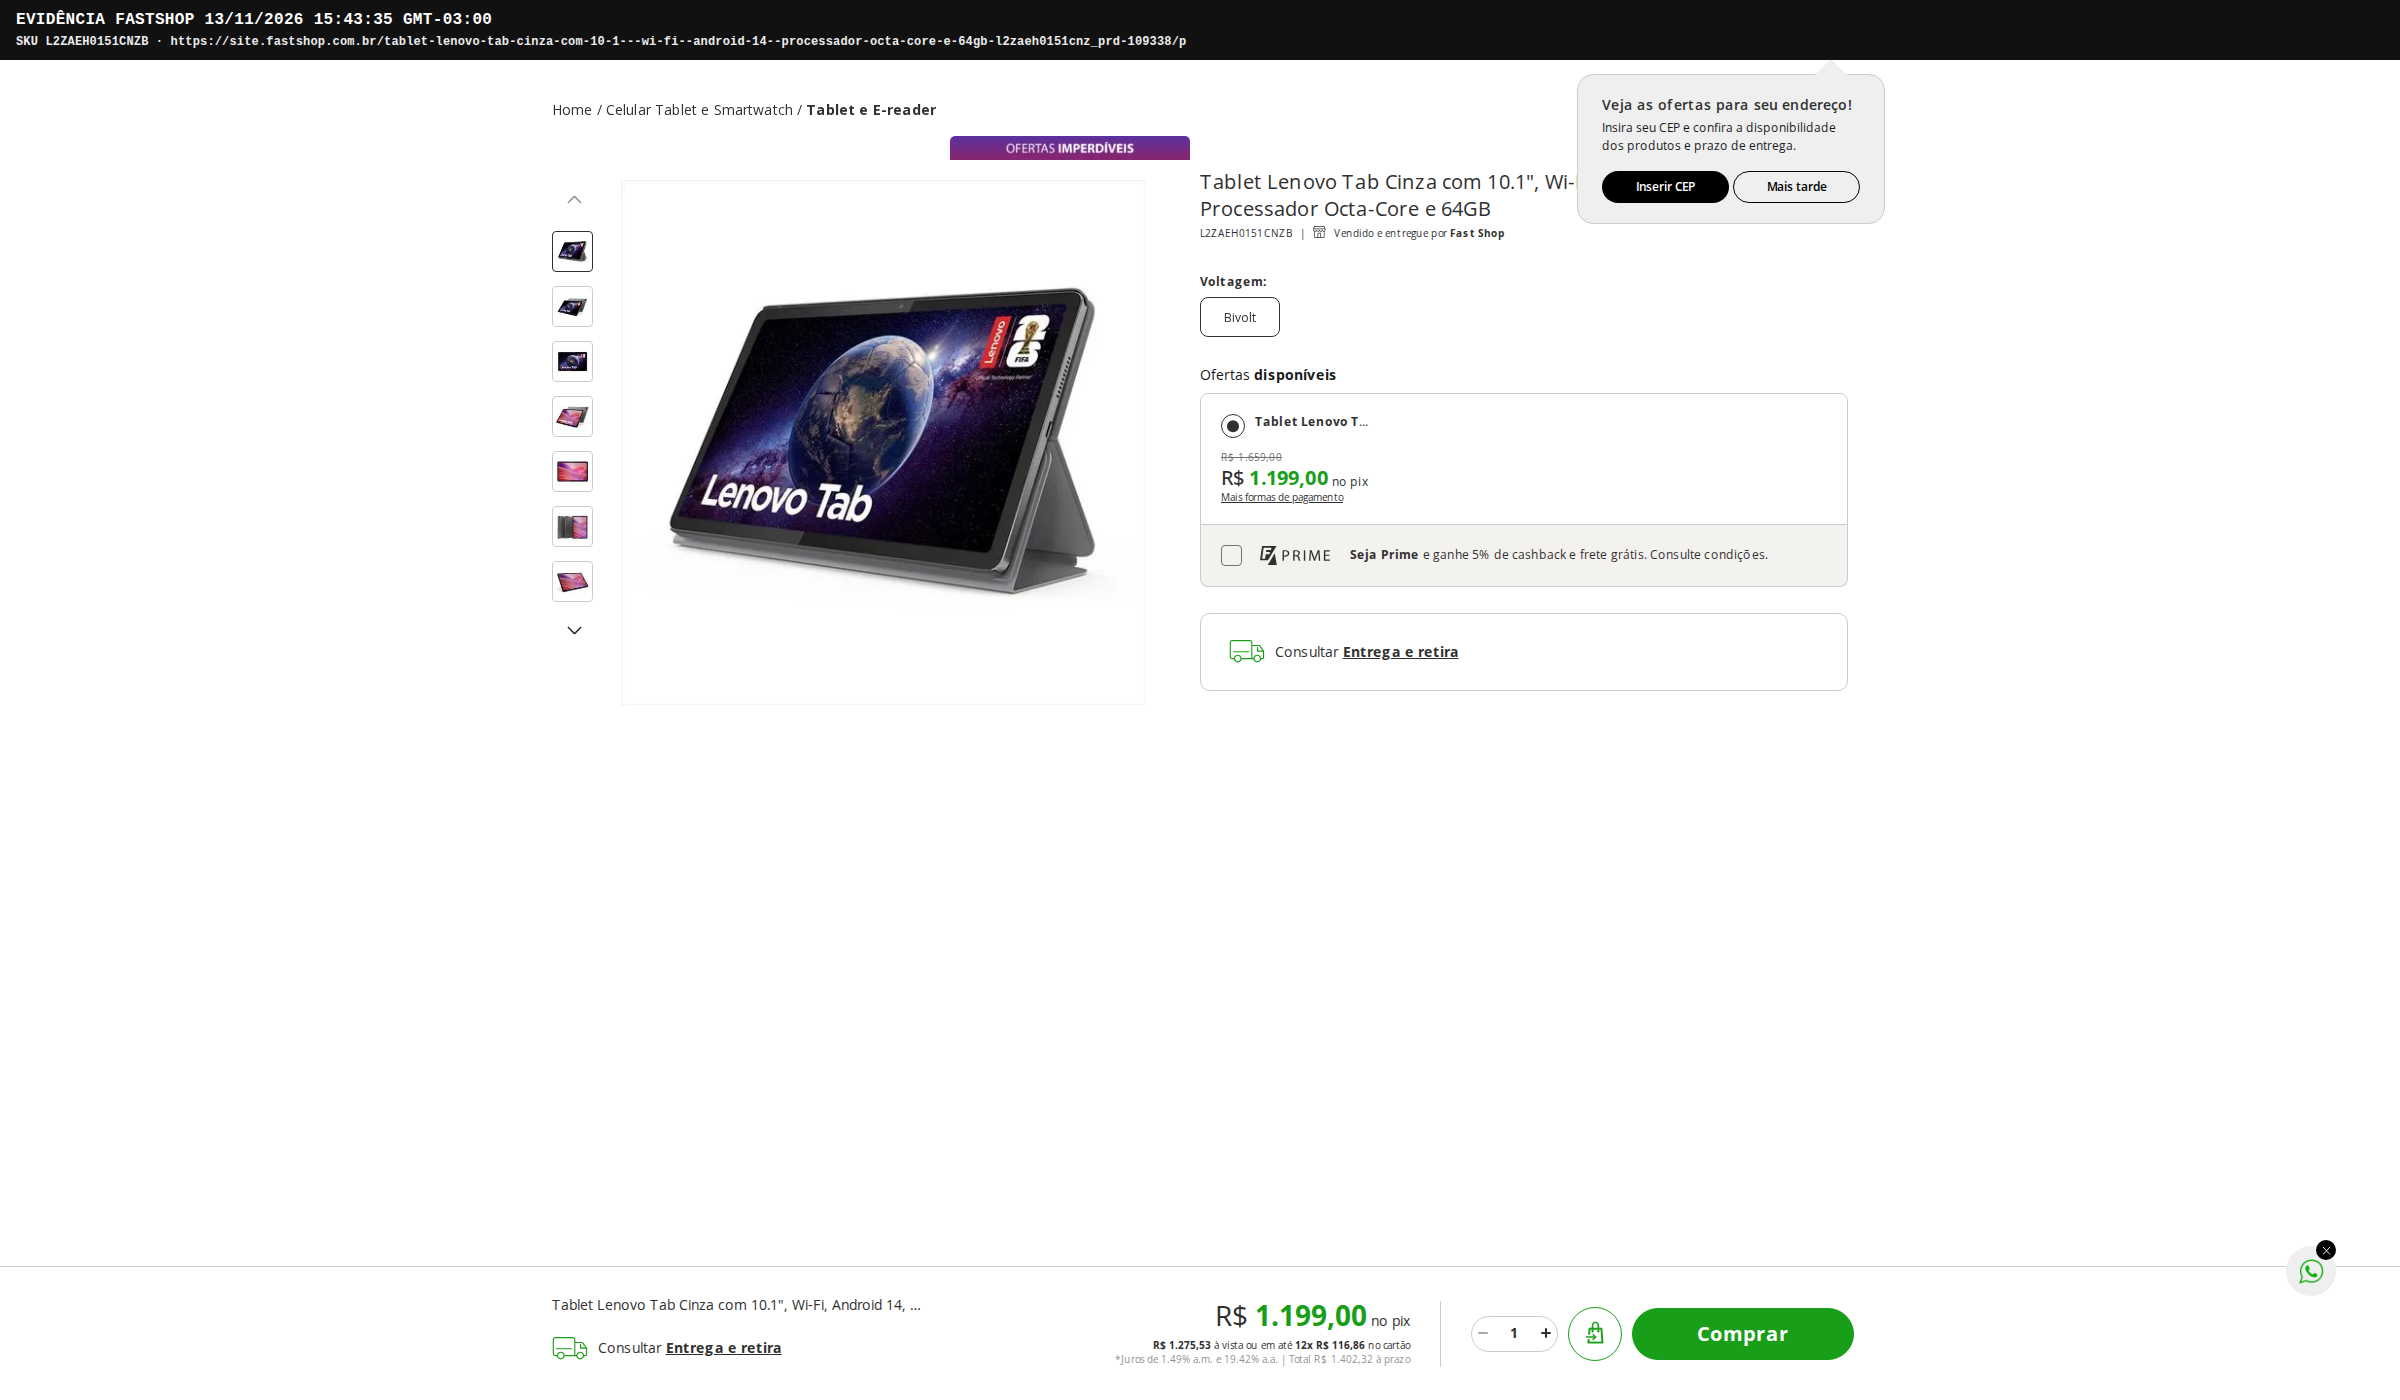 EVIDÊNCIA FASTSHOP 13/11/2026 15:43:35 GMT-03:00
SKU L2ZAEH0151CNZB · https://site.fastshop.com.br/tablet-lenovo-tab-cinza-com-10-1---wi-fi--android-14--processador-octa-core-e-64gb-l2zaeh0151cnz_prd-109338/p
Home / Celular Tablet e Smartwatch / Tablet e E-reader
Veja as ofertas para seu endereço!
Insira seu CEP e confira a disponibilidade
dos produtos e prazo de entrega.
Inserir CEP
Mais tarde
OFERTAS IMPERDÍVEIS
Tablet Lenovo Tab Cinza com 10.1", Wi-
Processador Octa-Core e 64GB
L2ZAEH0151CNZB | Vendido e entregue por Fast Shop
Voltagem:
Bivolt
Lenovo
FIFA
Official Technology Partner
Lenovo Tab
Ofertas disponíveis
Tablet Lenovo T...
R$ 1.659,00
R$ 1.199,00 no pix
Mais formas de pagamento
PRIME Seja Prime e ganhe 5% de cashback e frete grátis. Consulte condições.
Consultar Entrega e retira
Tablet Lenovo Tab Cinza com 10.1", Wi-Fi, Android 14, ...
Consultar Entrega e retira
R$ 1.199,00 no pix
R$ 1.275,53 à vista ou em até 12x R$ 116,86 no cartão
*Juros de 1.49% a.m. e 19.42% a.a. | Total R$ 1.402,32 à prazo
1
Comprar